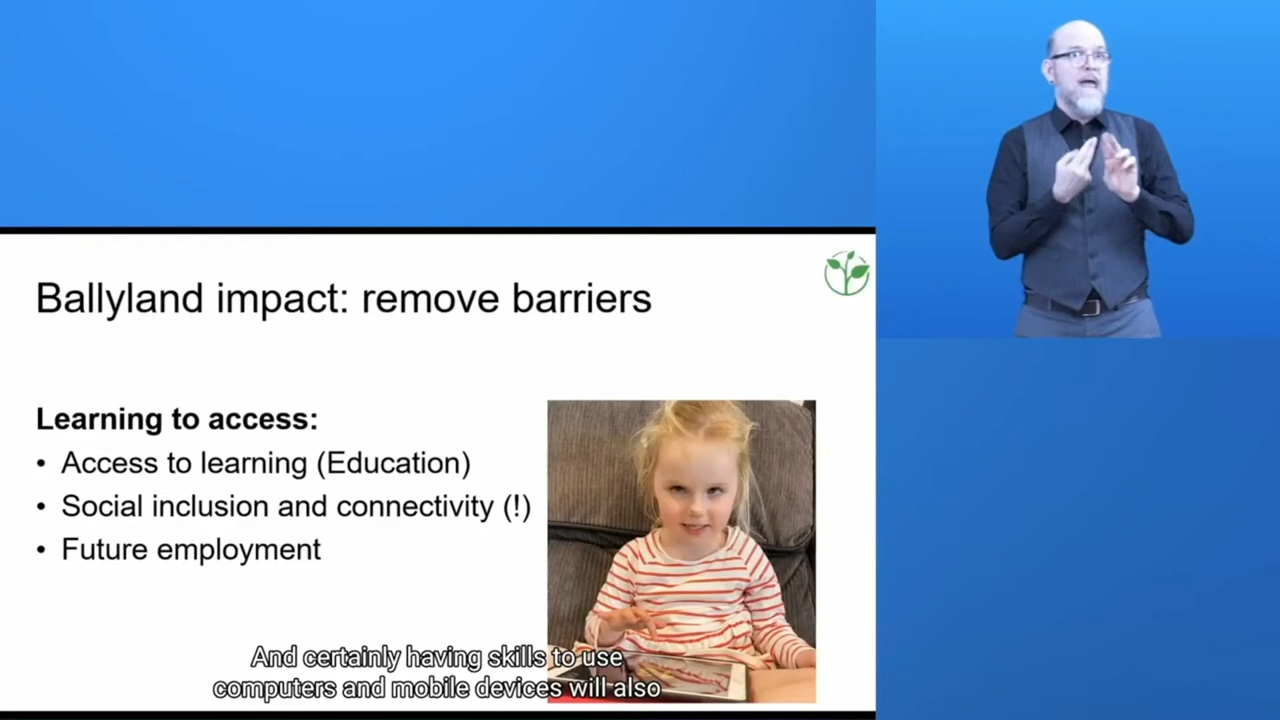 Ballyland impact: remove barriers
Learning to access:
• Access to learning (Education)
• Social inclusion and connectivity (!)
• Future employment
And certainly having skills to use
computers and mobile devices will also